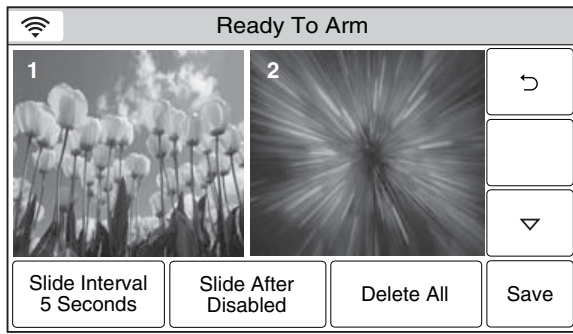 Ready To Arm
1
2
Slide Interval
5 Seconds
Slide After
Disabled
Delete All
Save